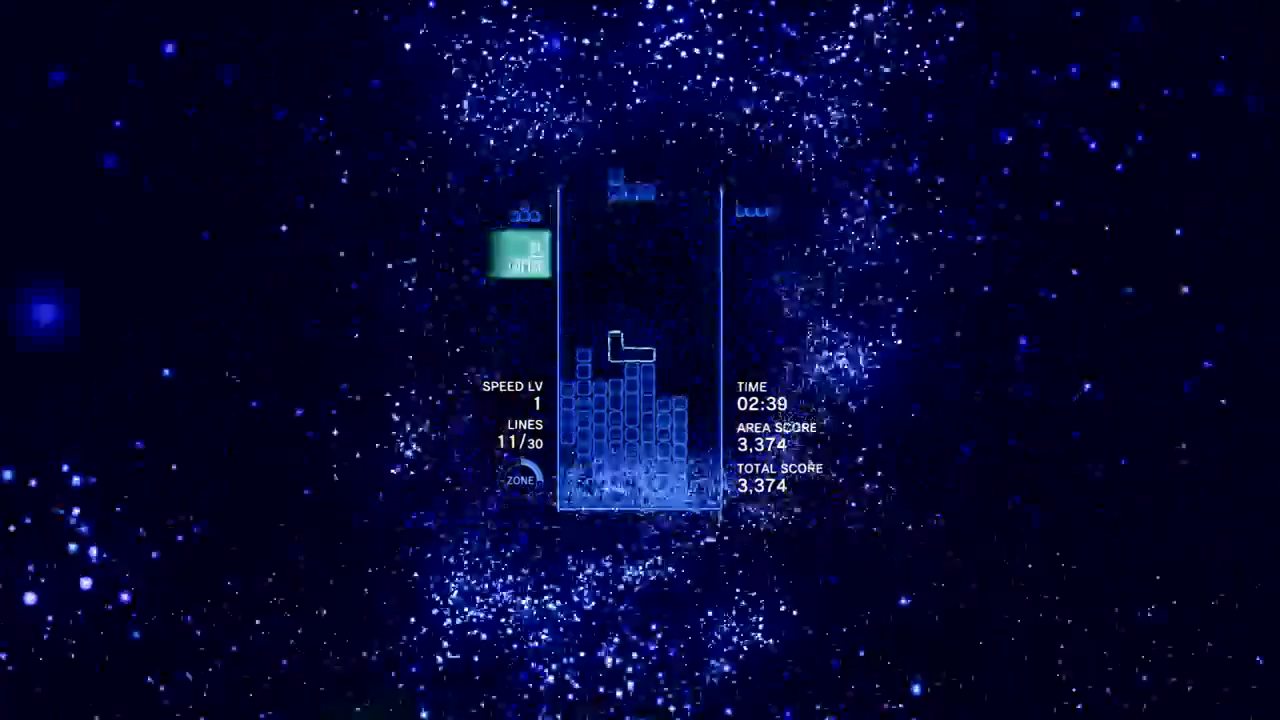 SPEED LV
1
LINES
11/30
ZONE
TIME
02:39
AREA SCORE
3,374
TOTAL SCORE
3,374